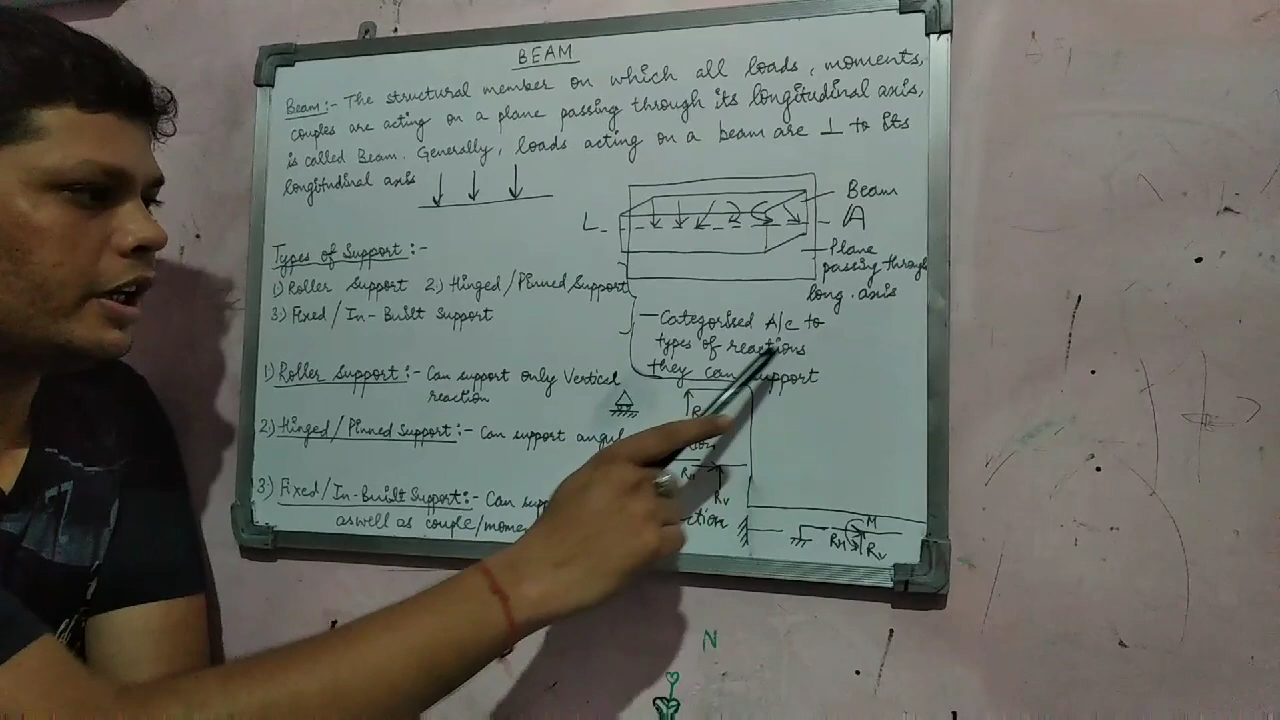 BEAM
Beam:- The structural member on which all loads, moments,
couples are acting on a plane passing through its longitudinal axis,
is called Beam. Generally, loads acting on a beam are ⊥ to its
longitudinal axis
Beam
L
A
Plane
passing through
long. axis
Types of Support:-
1) Roller Support 2.) Hinged/Pinned Support
3.) Fixed/In-Built Support
—Categorised A/c to
types of reactions
they can support
1) Roller Support:- Can support only Vertical
reaction
2) Hinged/Pinned Support:- Can support
3) Fixed/In-Built Support:- Can
aswell as couple/
RV
M
RH
RV
N